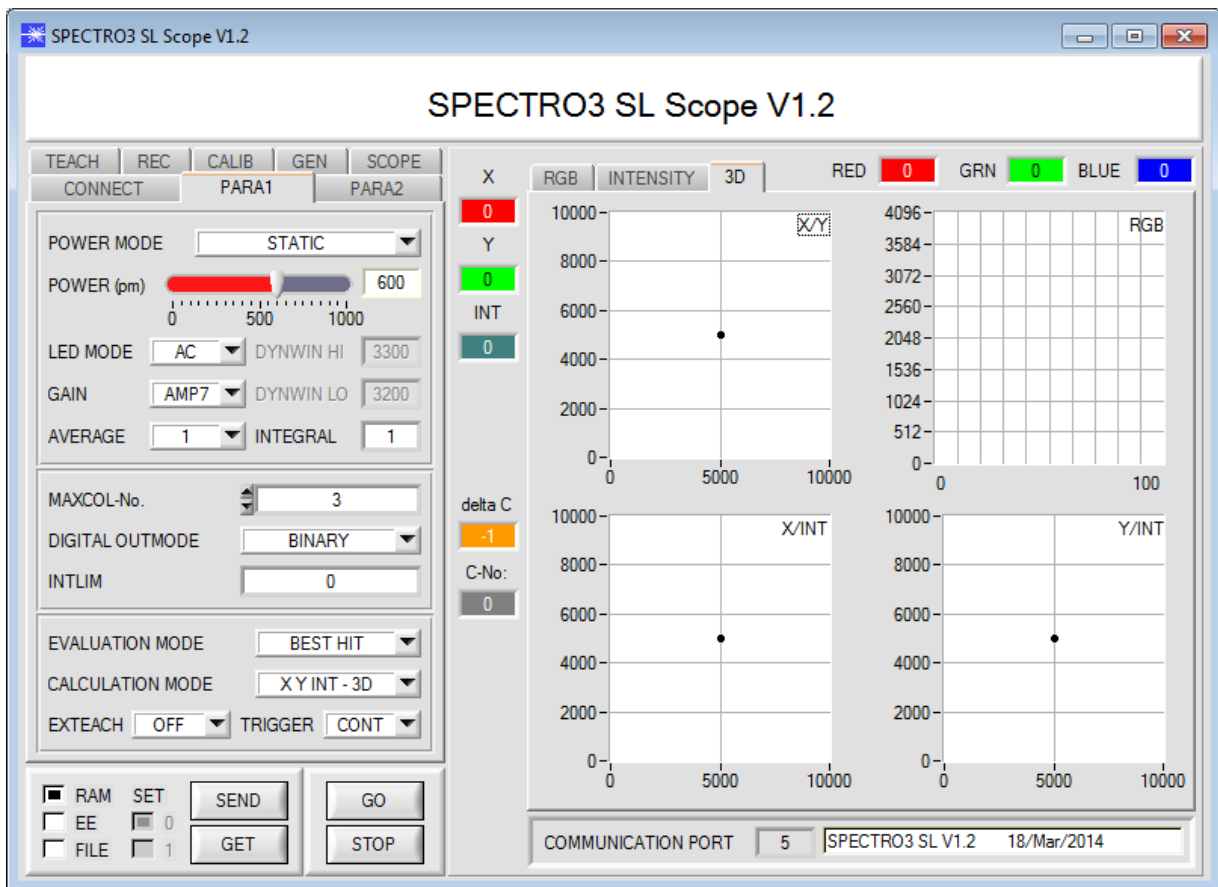 SPECTRO3 SL Scope V1.2
SPECTRO3 SL Scope V1.2
TEACH REC CALIB GEN SCOPE
CONNECT PARA1 PARA2
POWER MODE STATIC
POWER (pm) 600
0 500 1000
LED MODE AC DYNWIN HI 3300
GAIN AMP7 DYNWIN LO 3200
AVERAGE 1 INTEGRAL 1
MAXCOL-No. 3
DIGITAL OUTMODE BINARY
INTLIM 0
EVALUATION MODE BEST HIT
CALCULATION MODE X Y INT - 3D
EXTEACH OFF TRIGGER CONT
RAM SET SEND GO
EE 0
FILE 1 GET STOP
X
0
Y
0
INT
0
delta C
-1
C-No:
0
RGB INTENSITY 3D RED 0 GRN 0 BLUE 0
X/Y
10000
8000
6000
4000
2000
0
0 5000 10000
RGB
4096
3584
3072
2560
2048
1536
1024
512
0
0 100
X/INT
10000
8000
6000
4000
2000
0
0 5000 10000
Y/INT
10000
8000
6000
4000
2000
0
0 5000 10000
COMMUNICATION PORT 5 SPECTRO3 SL V1.2 18/Mar/2014